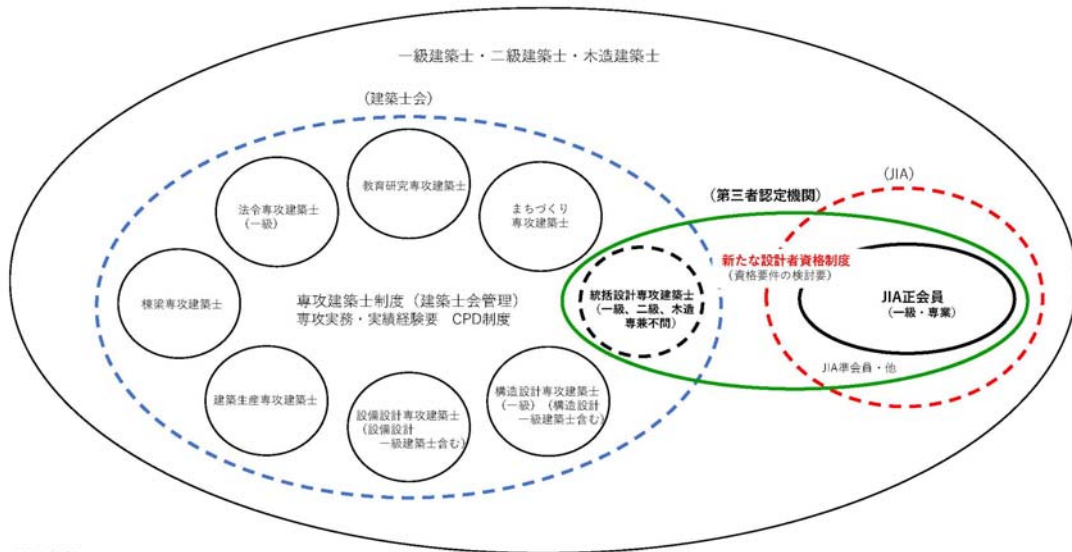 一級建築士・二級建築士・木造建築士
(建築士会)
教育研究専攻建築士
法令専攻建築士
(一級)
まちづくり
専攻建築士
(JIA)
(第三者認定機関)
新たな設計者資格制度
(資格要件の検討要)
棟梁専攻建築士
専攻建築士制度（建築士会管理）
専攻実務・実績経験要　CPD制度
統括設計専攻建築士
(一級、二級、木造
専兼不問)
JIA正会員
(一級・専業)
JIA準会員・他
建築生産専攻建築士
設備設計専攻建築士
(設備設計
一級建築士含む)
構造設計専攻建築士
(一級) (構造設計
一級建築士含む)